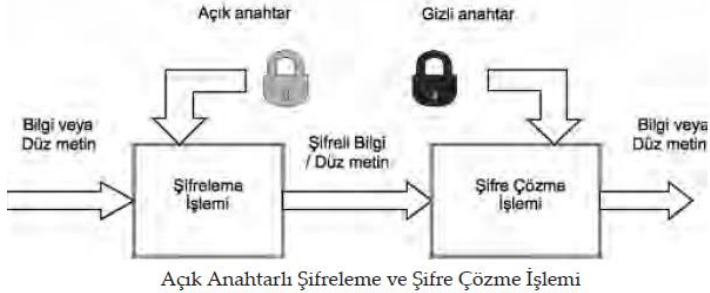 Açık anahtar
Gizli anahtar
Bilgi veya
Düz metin
Şifreli Bilgi
/ Düz metin
Bilgi veya
Düz metin
Şifreleme
İşlemi
Şifre Çözme
İşlemi
Açık Anahtarlı Şifreleme ve Şifre Çözme İşlemi